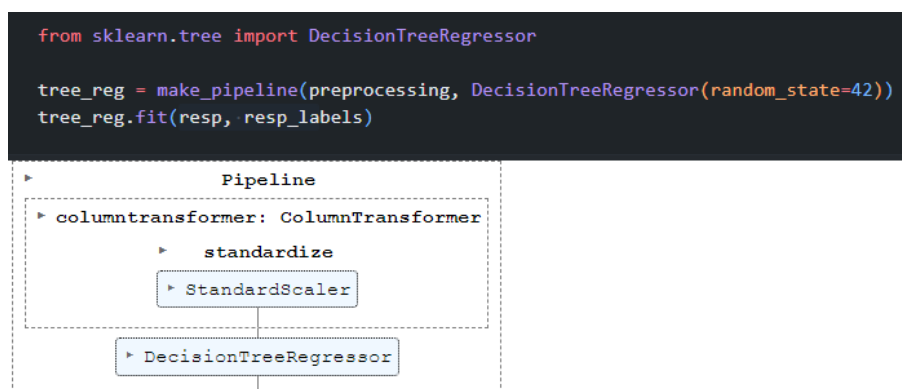 from sklearn.tree import DecisionTreeRegressor
tree_reg = make_pipeline(preprocessing, DecisionTreeRegressor(random_state=42))
tree_reg.fit(resp, resp_labels)
Pipeline
columntransformer: ColumnTransformer
standardize
StandardScaler
DecisionTreeRegressor